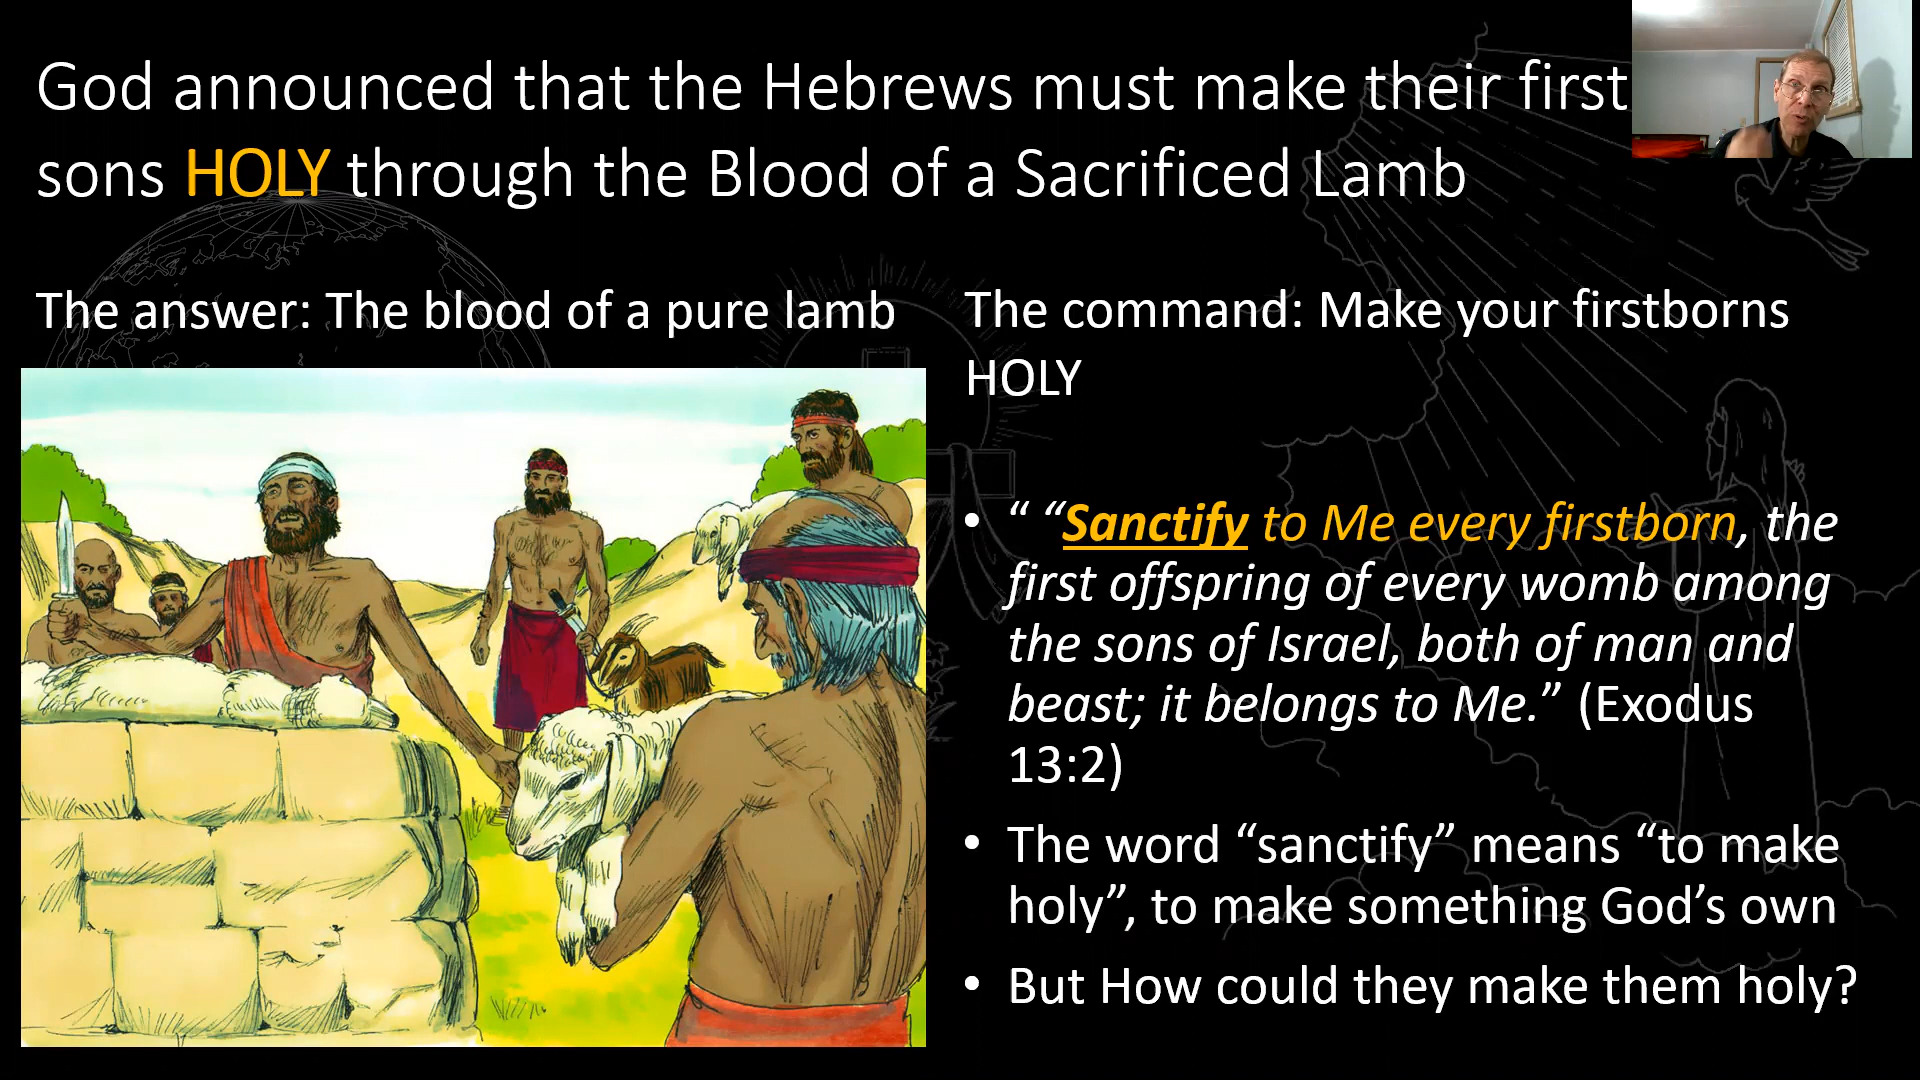 God announced that the Hebrews must make their first
sons HOLY through the Blood of a Sacrificed Lamb
The answer: The blood of a pure lamb
The command: Make your firstborns
HOLY
• “ “Sanctify to Me every firstborn, the
first offspring of every womb among
the sons of Israel, both of man and
beast; it belongs to Me.” (Exodus
13:2)
• The word “sanctify” means “to make
holy”, to make something God’s own
• But How could they make them holy?